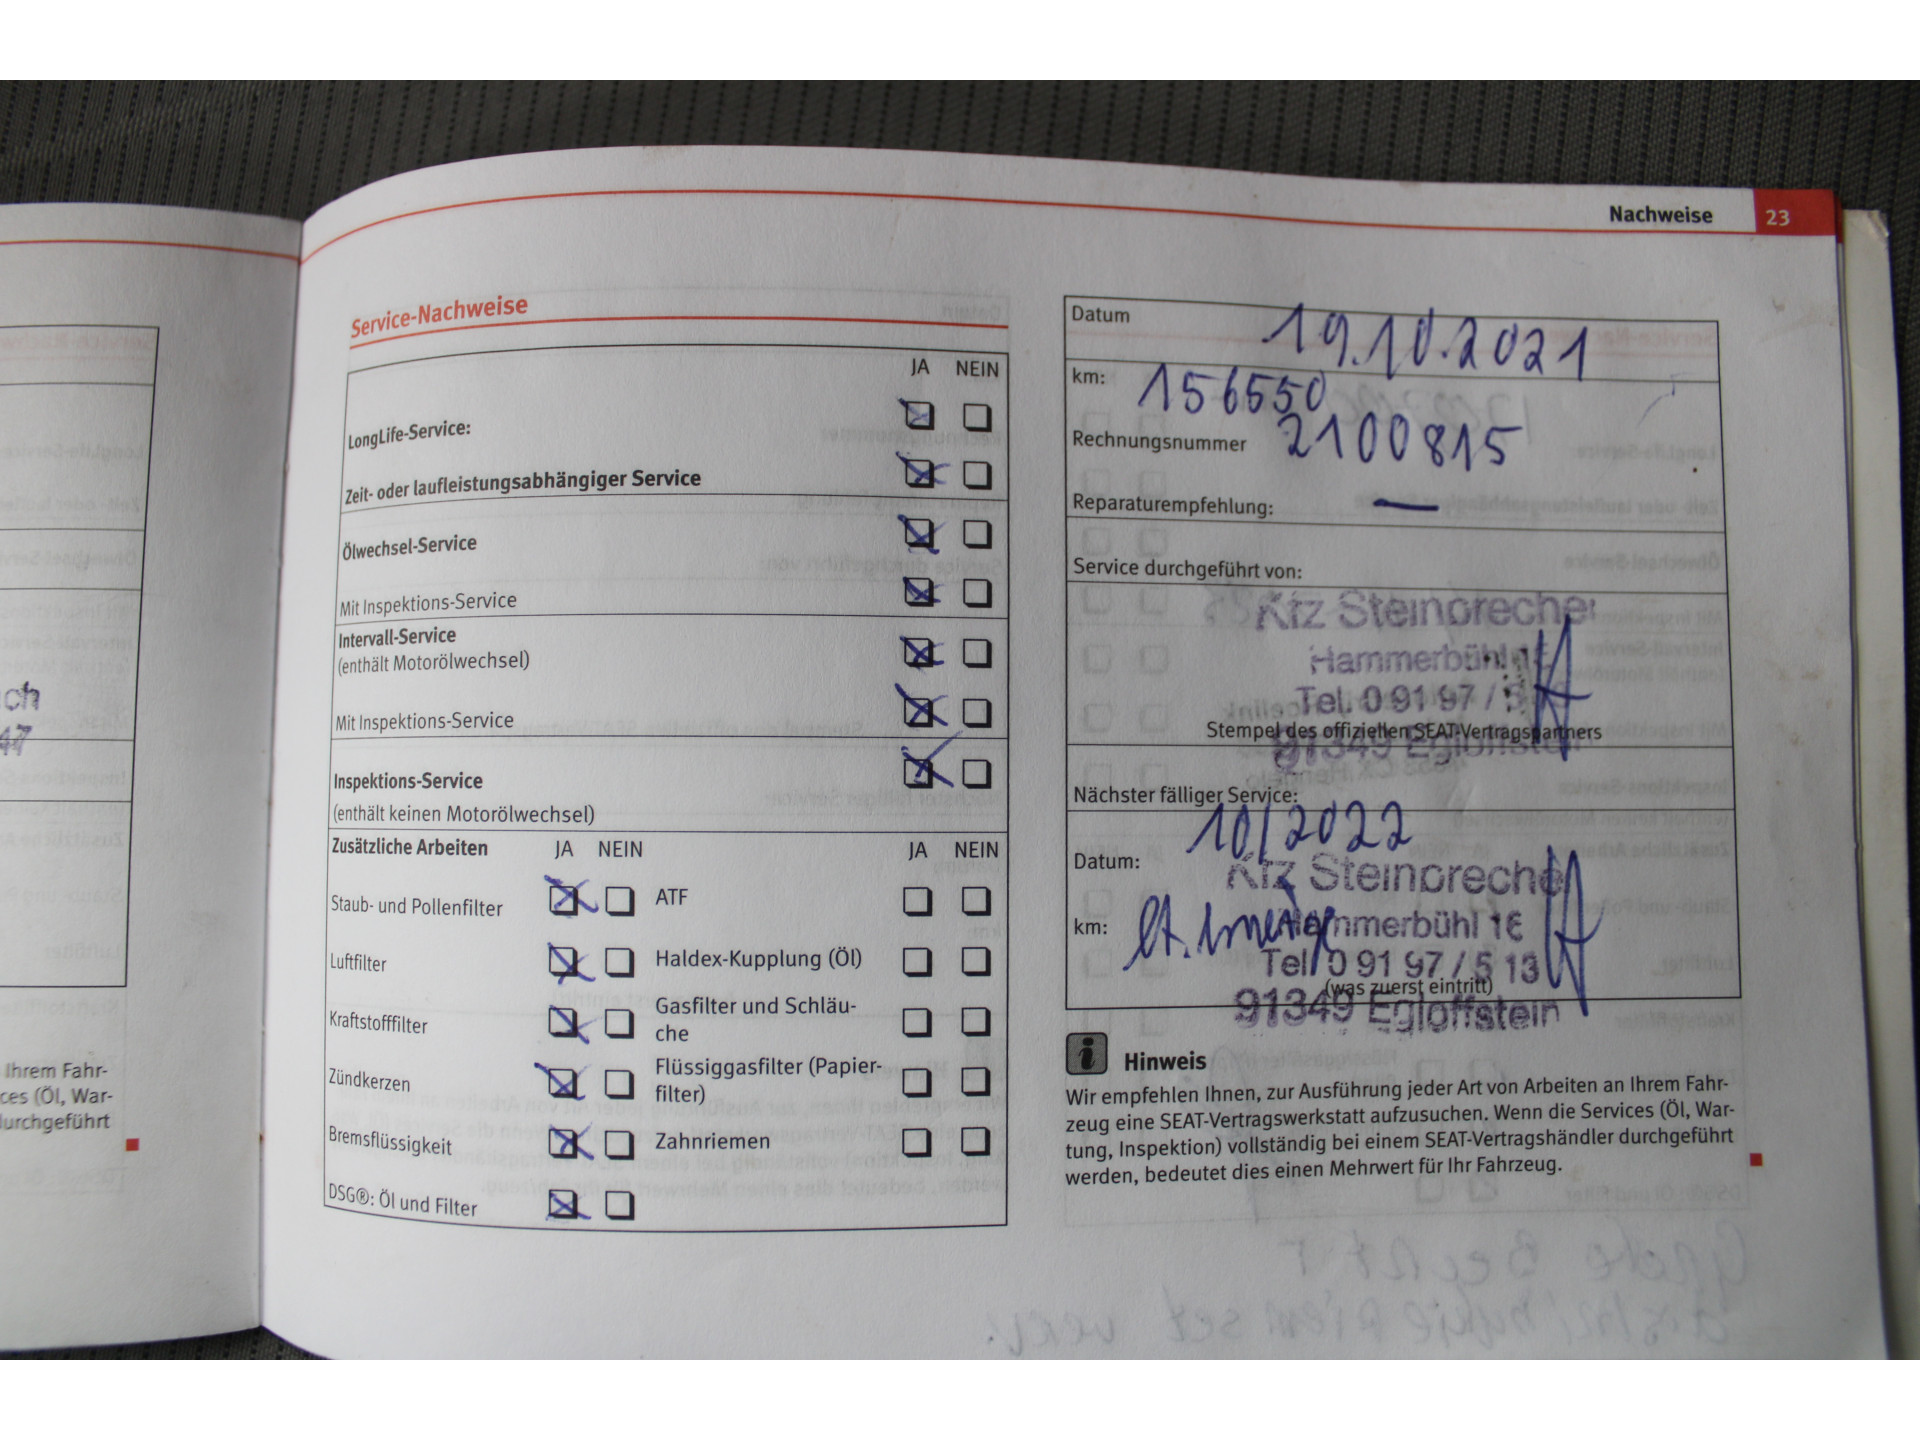 Nachweise 23
ch
47
Ihrem Fahr-
ces (Öl, War-
durchgeführt
Service-Nachweise
JA NEIN
LongLife-Service:
Zeit- oder laufleistungsabhängiger Service
Ölwechsel-Service
Mit Inspektions-Service
Intervall-Service
(enthält Motorölwechsel)
Mit Inspektions-Service
Inspektions-Service
(enthält keinen Motorölwechsel)
Zusätzliche Arbeiten JA NEIN JA NEIN
Staub- und Pollenfilter ATF
Luftfilter Haldex-Kupplung (Öl)
Kraftstofffilter Gasfilter und Schläu-
che
Zündkerzen Flüssiggasfilter (Papier-
filter)
Bremsflüssigkeit Zahnriemen
DSG®: Öl und Filter
Datum 19.10.2021
km: 156550
Rechnungsnummer 2100815
Reparaturempfehlung: —
Service durchgeführt von:
Kfz Steinbrecher
Hammerbühl
Tel. 0 91 97 /
Stempel des offiziellen SEAT-Vertragspartners
91349 Egloffstein
Nächster fälliger Service:
10/2022
Datum:
Kfz Steinbrecher
km: lt. Anzeige
Hammerbühl 16
Tel. 0 91 97 / 5 13
(was zuerst eintritt)
91349 Egloffstein
Hinweis
Wir empfehlen Ihnen, zur Ausführung jeder Art von Arbeiten an Ihrem Fahr-
zeug eine SEAT-Vertragswerkstatt aufzusuchen. Wenn die Services (Öl, War-
tung, Inspektion) vollständig bei einem SEAT-Vertragshändler durchgeführt
werden, bedeutet dies einen Mehrwert für Ihr Fahrzeug.